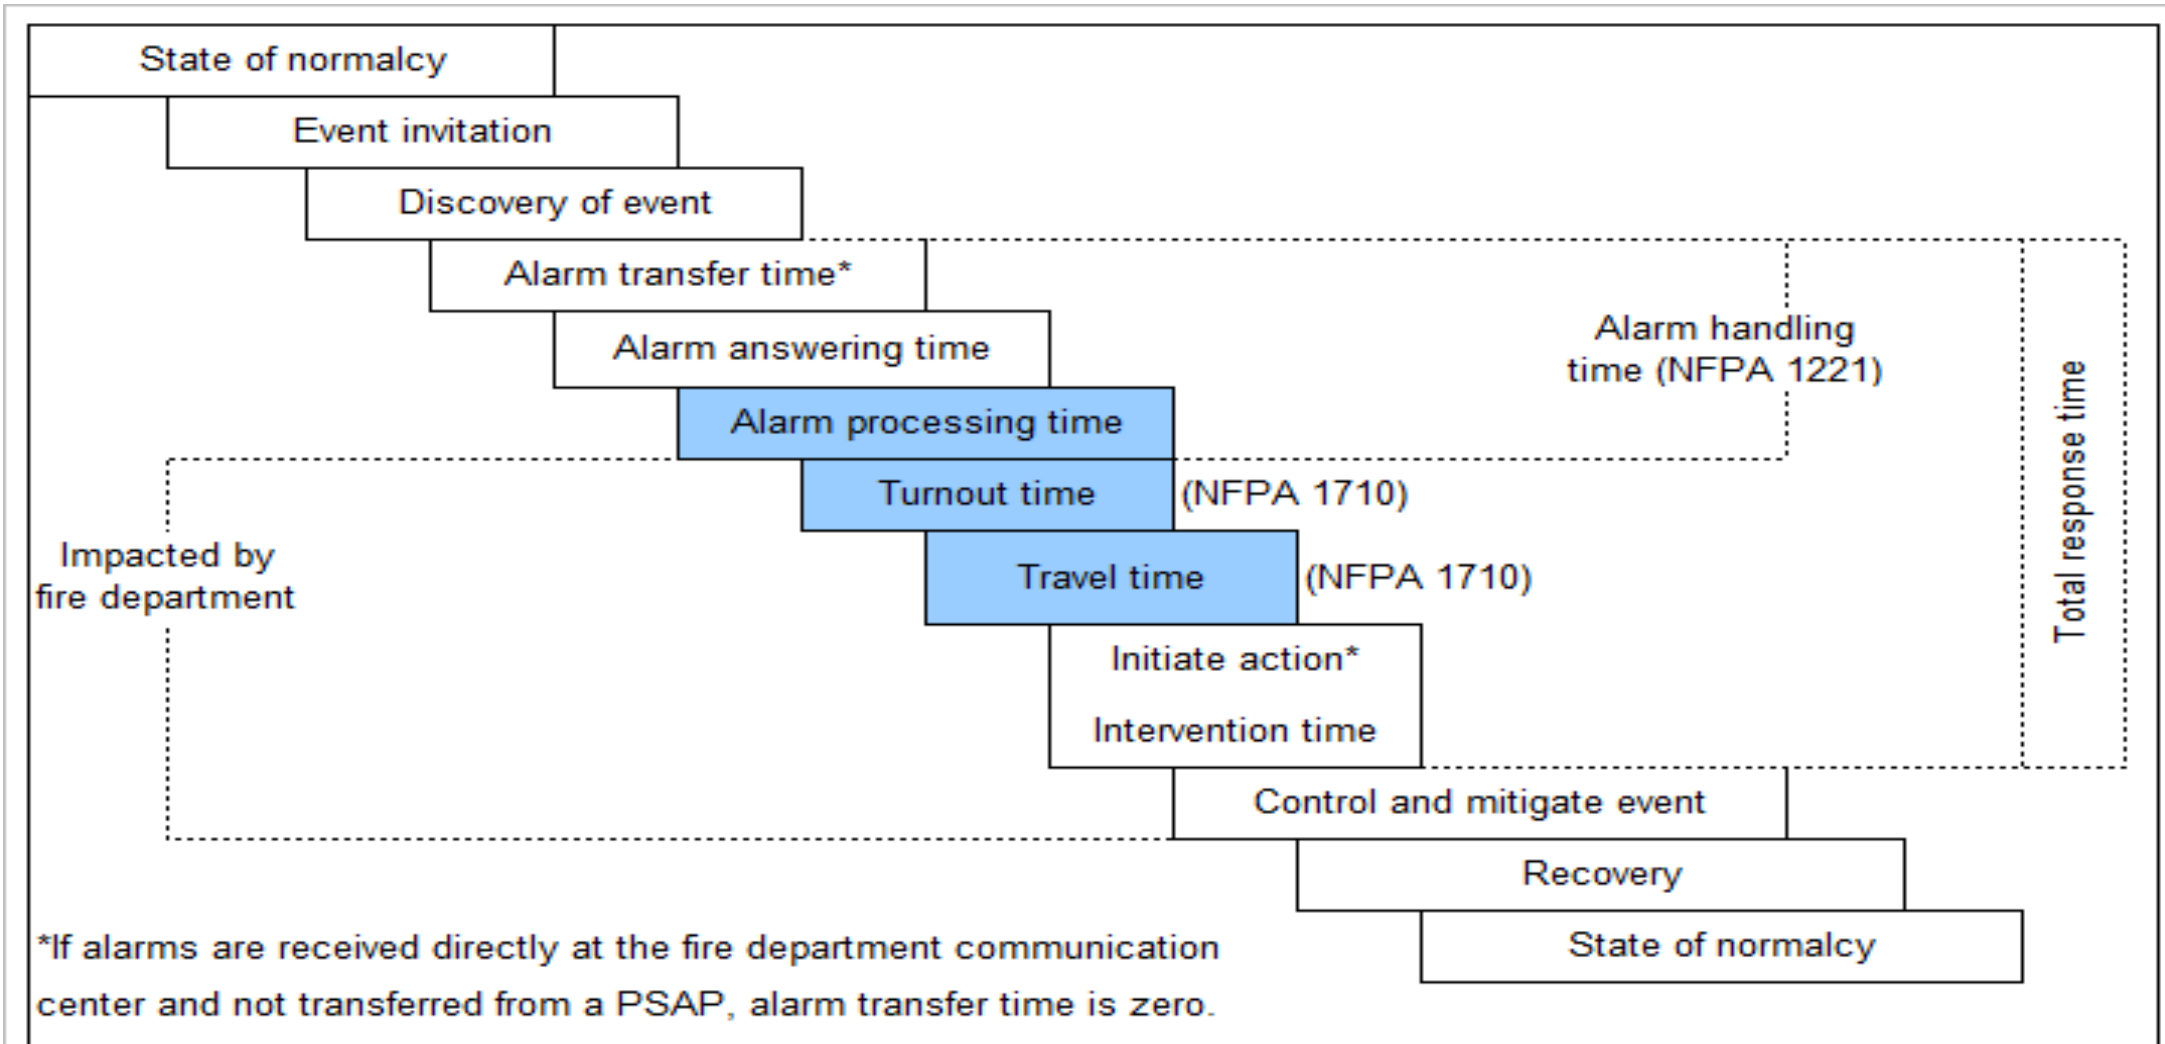 State of normalcy
Event invitation
Discovery of event
Alarm transfer time*
Alarm answering time
Alarm handling
time (NFPA 1221)
Alarm processing time
Turnout time
(NFPA 1710)
Travel time
(NFPA 1710)
Impacted by
fire department
Total response time
Initiate action*
Intervention time
Control and mitigate event
Recovery
State of normalcy
*If alarms are received directly at the fire department communication
center and not transferred from a PSAP, alarm transfer time is zero.